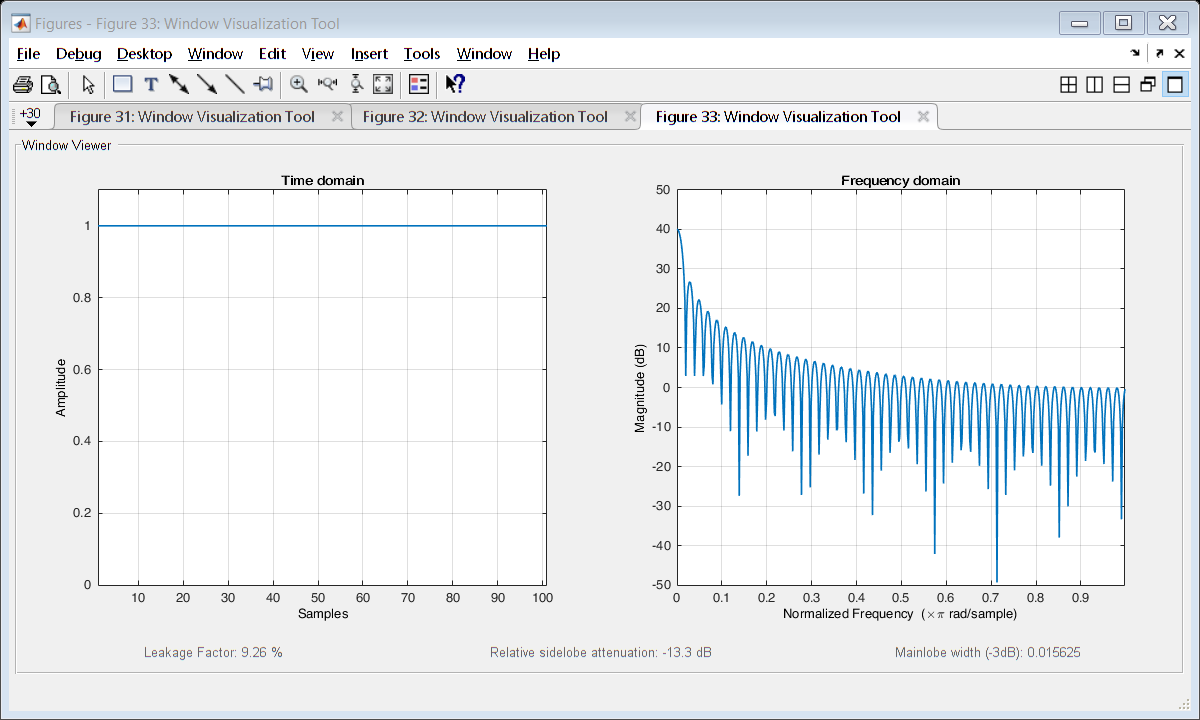 Figures - Figure 33: Window Visualization Tool
File Debug Desktop Window Edit View Insert Tools Window Help
T ?
+30 Figure 31: Window Visualization Tool Figure 32: Window Visualization Tool Figure 33: Window Visualization Tool
Window Viewer
Time domain
1
0.8
0.6
0.4
0.2
0
Amplitude
10 20 30 40 50 60 70 80 90 100
Samples
Frequency domain
50
40
30
20
10
0
-10
-20
-30
-40
-50
Magnitude (dB)
0 0.1 0.2 0.3 0.4 0.5 0.6 0.7 0.8 0.9
Normalized Frequency (×π rad/sample)
Leakage Factor: 9.26 % Relative sidelobe attenuation: -13.3 dB Mainlobe width (-3dB): 0.015625